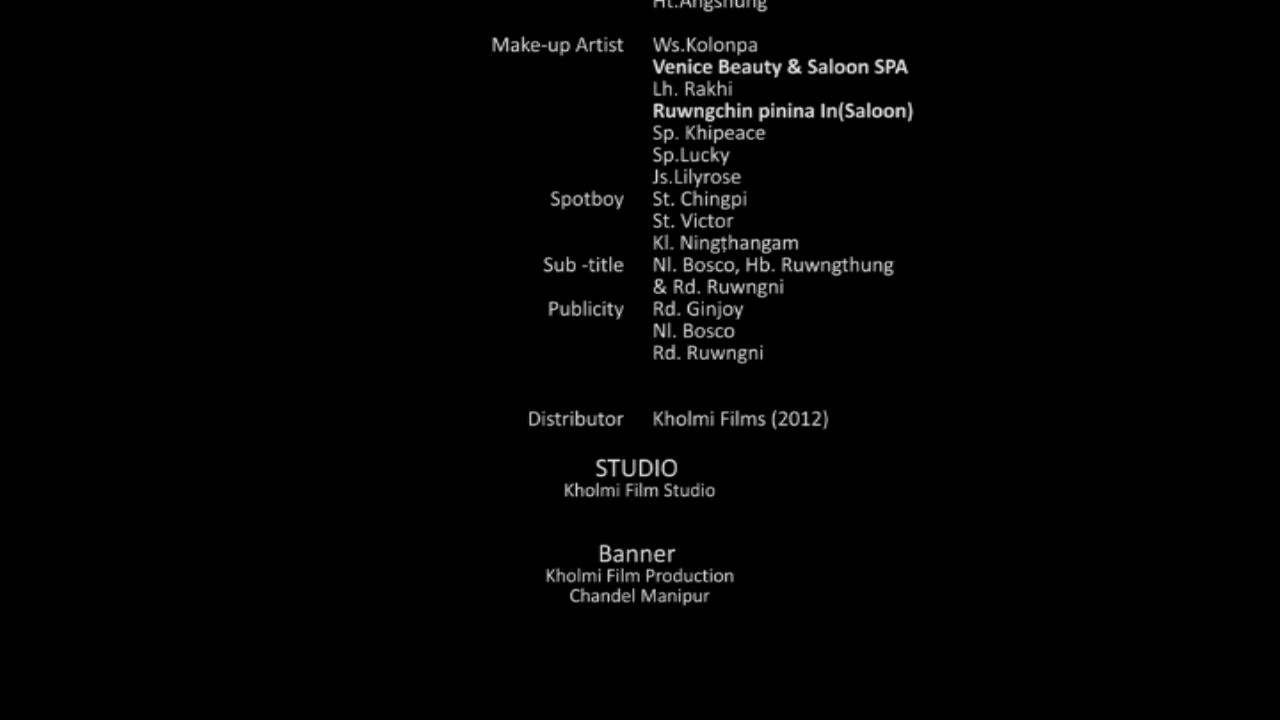 Ht.Angshung
Make-up Artist Ws.Kolonpa
Venice Beauty & Saloon SPA
Lh. Rakhi
Ruwngchin pinina In(Saloon)
Sp. Khipeace
Sp.Lucky
Js.Lilyrose
Spotboy St. Chingpi
St. Victor
Kl. Ningthangam
Sub -title Nl. Bosco, Hb. Ruwngthung
& Rd. Ruwngni
Publicity Rd. Ginjoy
Nl. Bosco
Rd. Ruwngni
Distributor Kholmi Films (2012)
STUDIO
Kholmi Film Studio
Banner
Kholmi Film Production
Chandel Manipur